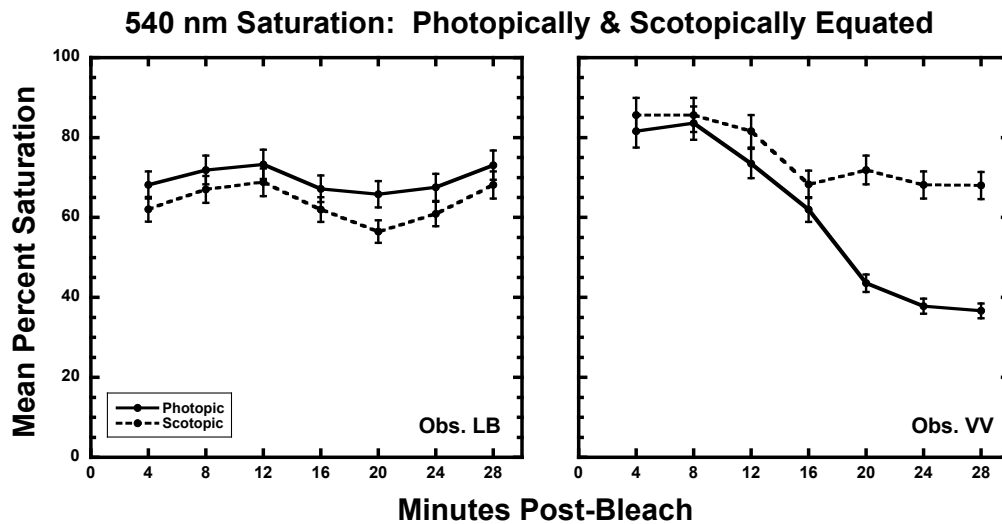 540 nm Saturation: Photopically & Scotopically Equated
Mean Percent Saturation
100
80
60
40
20
0
Photopic
Scotopic
Obs. LB
Obs. VV
0 4 8 12 16 20 24 28
0 4 8 12 16 20 24 28
Minutes Post-Bleach